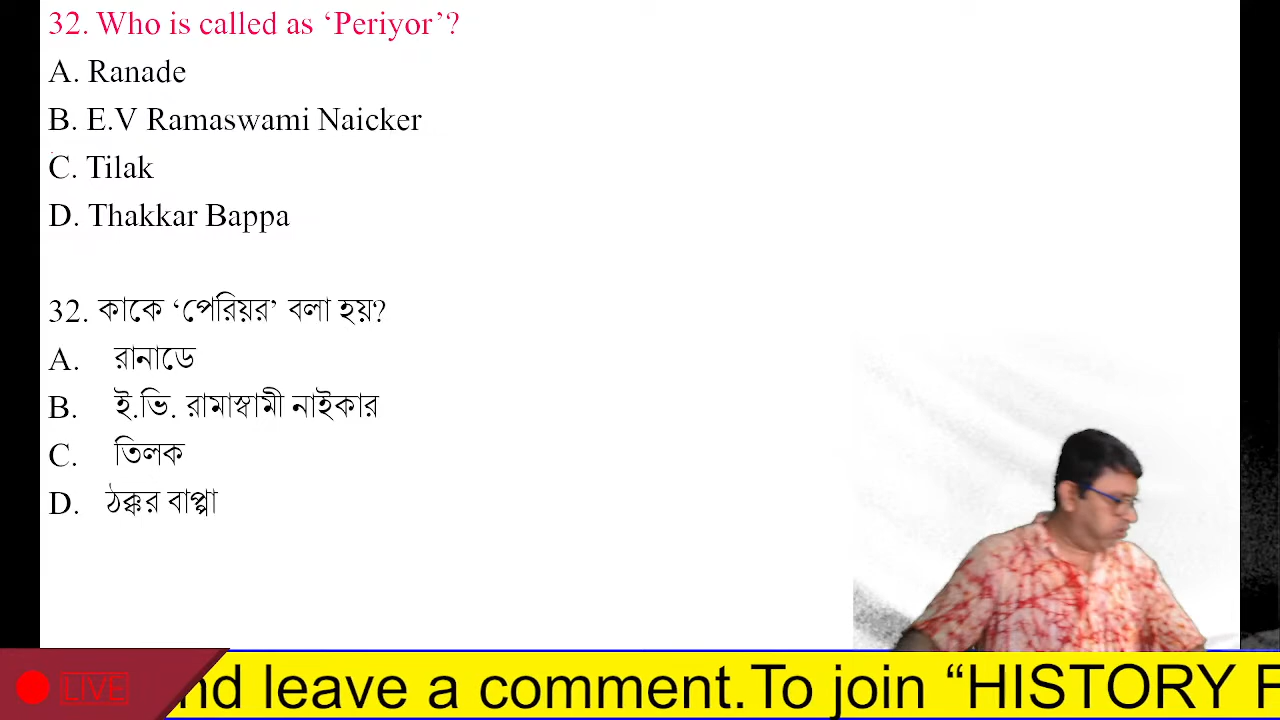 32. Who is called as ‘Periyor’?
A. Ranade
B. E.V Ramaswami Naicker
C. Tilak
D. Thakkar Bappa
32. কাকে ‘পেরিয়র’ বলা হয়?
A. রানাডে
B. ই.ভি. রামাস্বামী নাইকার
C. তিলক
D. ঠক্কর বাপ্পা
LIVE nd leave a comment.To join “HISTORY F